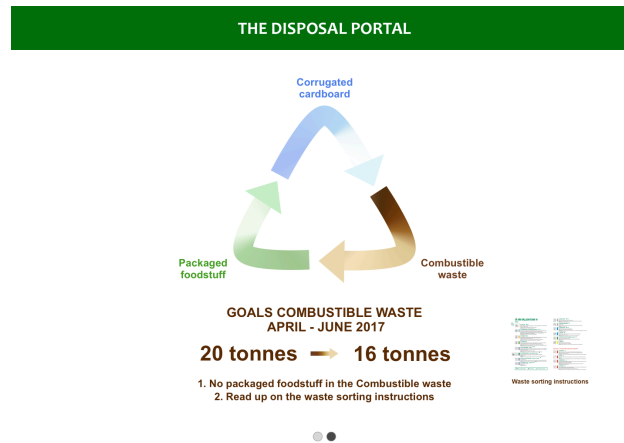 THE DISPOSAL PORTAL
Corrugated
cardboard
Packaged
foodstuff
Combustible
waste
GOALS COMBUSTIBLE WASTE
APRIL - JUNE 2017
20 tonnes
16 tonnes
1. No packaged foodstuff in the Combustible waste
2. Read up on the waste sorting instructions
Waste sorting instructions